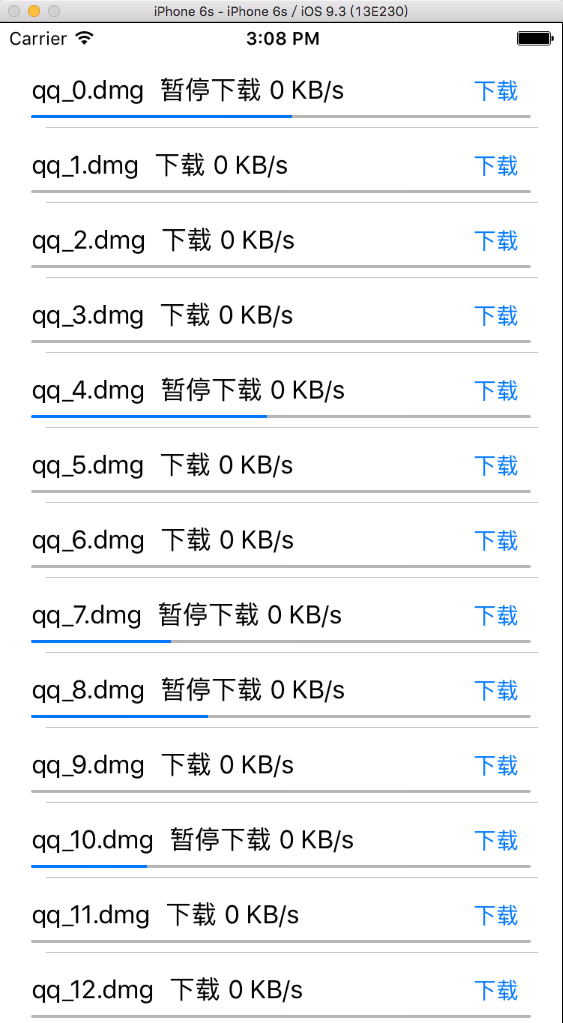 iPhone 6s - iPhone 6s / iOS 9.3 (13E230)
Carrier 3:08 PM
qq_0.dmg 暂停下载 0 KB/s 下载
qq_1.dmg 下载 0 KB/s 下载
qq_2.dmg 下载 0 KB/s 下载
qq_3.dmg 下载 0 KB/s 下载
qq_4.dmg 暂停下载 0 KB/s 下载
qq_5.dmg 下载 0 KB/s 下载
qq_6.dmg 下载 0 KB/s 下载
qq_7.dmg 暂停下载 0 KB/s 下载
qq_8.dmg 暂停下载 0 KB/s 下载
qq_9.dmg 下载 0 KB/s 下载
qq_10.dmg 暂停下载 0 KB/s 下载
qq_11.dmg 下载 0 KB/s 下载
qq_12.dmg 下载 0 KB/s 下载